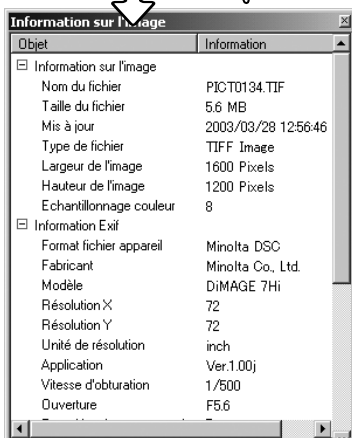 Information sur l'image
Objet Information
Information sur l'image
Nom du fichier PICT0134.TIF
Taille du fichier 5.6 MB
Mis à jour 2003/03/28 12:56:46
Type de fichier TIFF Image
Largeur de l'image 1600 Pixels
Hauteur de l'image 1200 Pixels
Echantillonnage couleur 8
Information Exif
Format fichier appareil Minolta DSC
Fabricant Minolta Co., Ltd.
Modèle DiMAGE 7Hi
Résolution X 72
Résolution Y 72
Unité de résolution inch
Application Ver.1.00j
Vitesse d'obturation 1/500
Ouverture F5.6